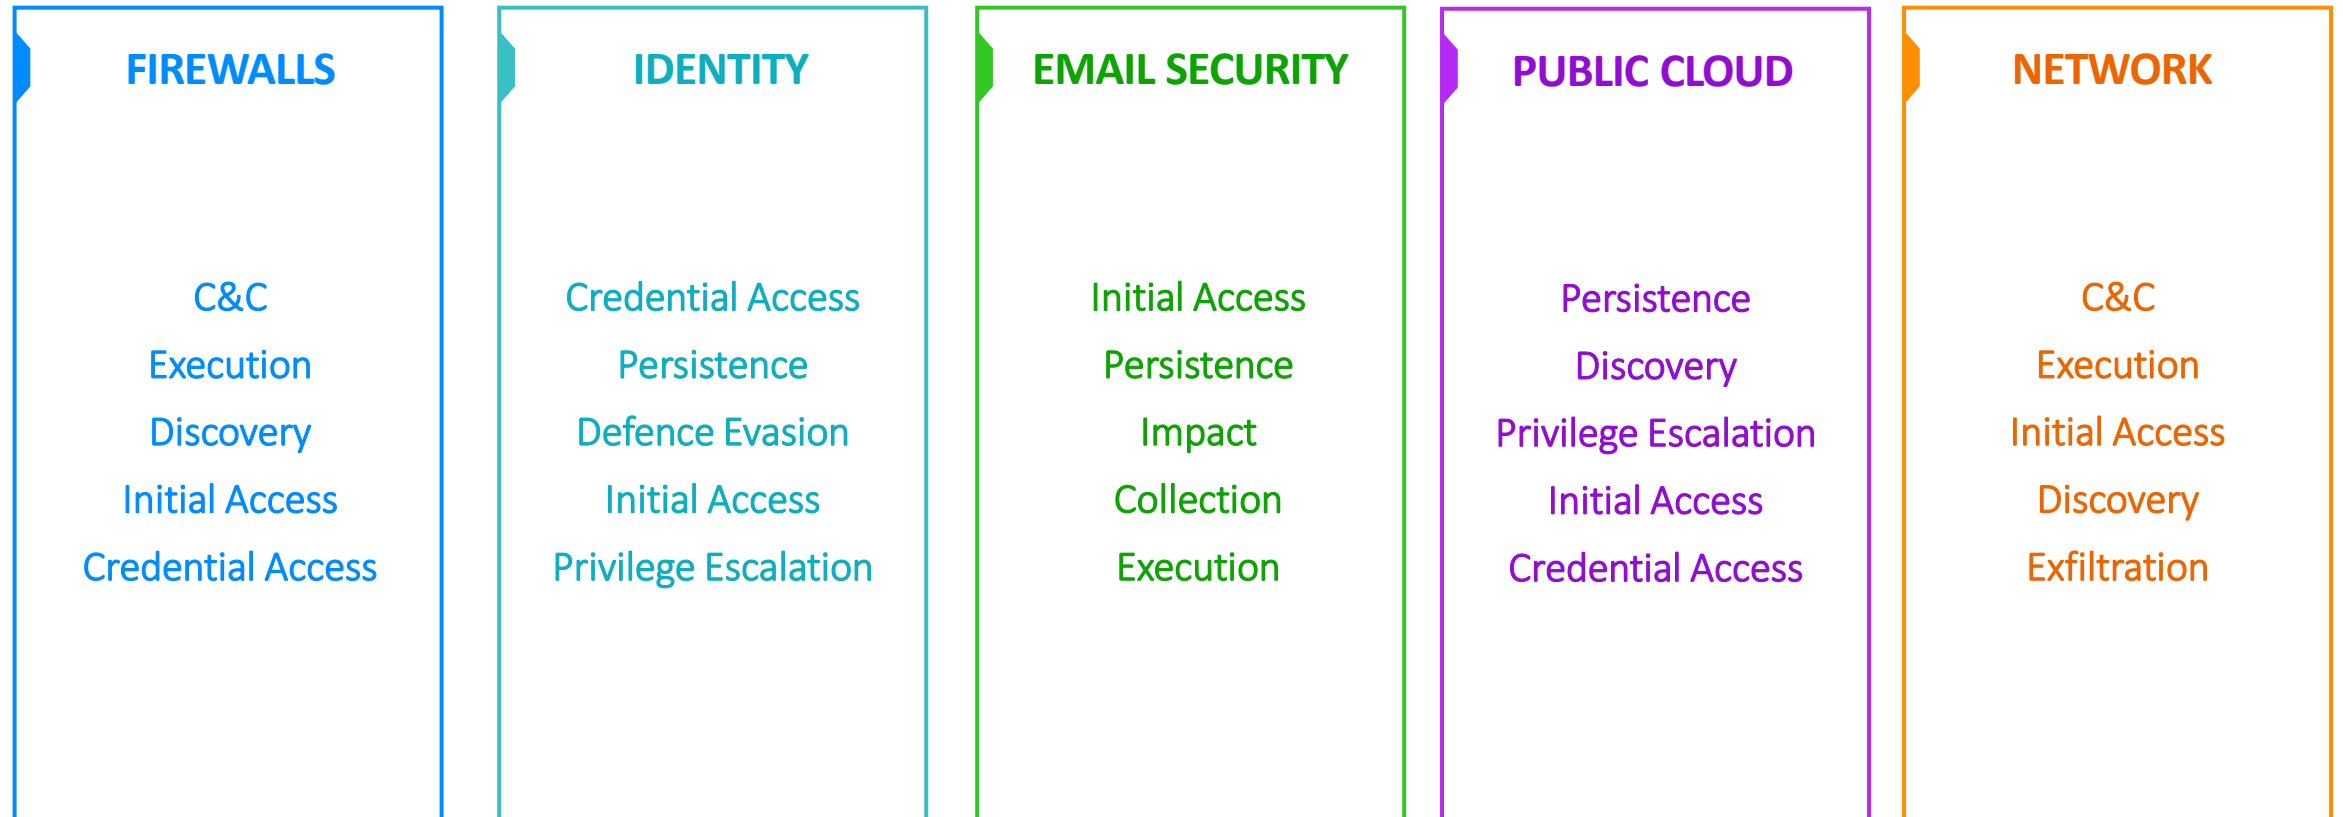 FIREWALLS
C&C
Execution
Discovery
Initial Access
Credential Access
IDENTITY
Credential Access
Persistence
Defence Evasion
Initial Access
Privilege Escalation
EMAIL SECURITY
Initial Access
Persistence
Impact
Collection
Execution
PUBLIC CLOUD
Persistence
Discovery
Privilege Escalation
Initial Access
Credential Access
NETWORK
C&C
Execution
Initial Access
Discovery
Exfiltration